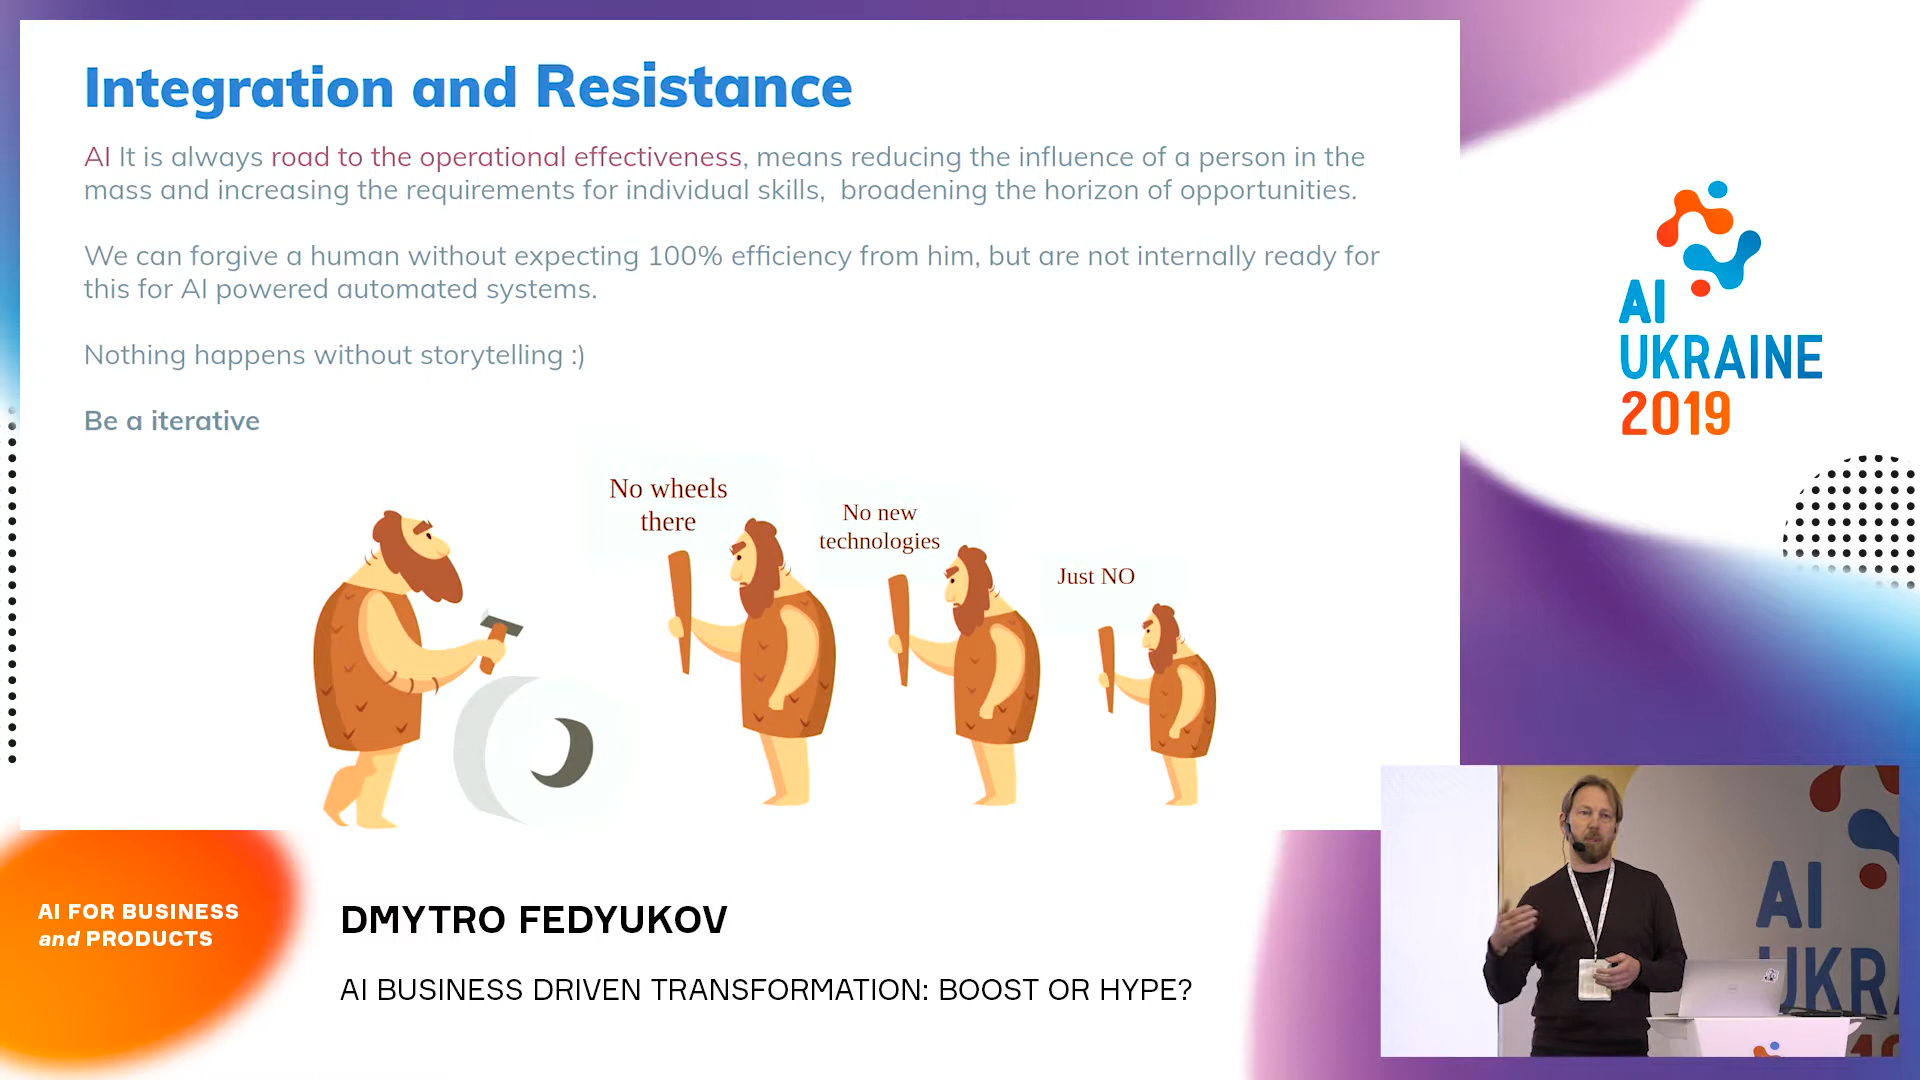 Integration and Resistance
AI It is always road to the operational effectiveness, means reducing the influence of a person in the
mass and increasing the requirements for individual skills,  broadening the horizon of opportunities.
We can forgive a human without expecting 100% efficiency from him, but are not internally ready for
this for AI powered automated systems.
Nothing happens without storytelling :)
Be a iterative
No wheels
there
No new
technologies
Just NO
AI
UKRAINE
2019
AI FOR BUSINESS
and PRODUCTS
DMYTRO FEDYUKOV
AI BUSINESS DRIVEN TRANSFORMATION: BOOST OR HYPE?
AI
UKRA
19